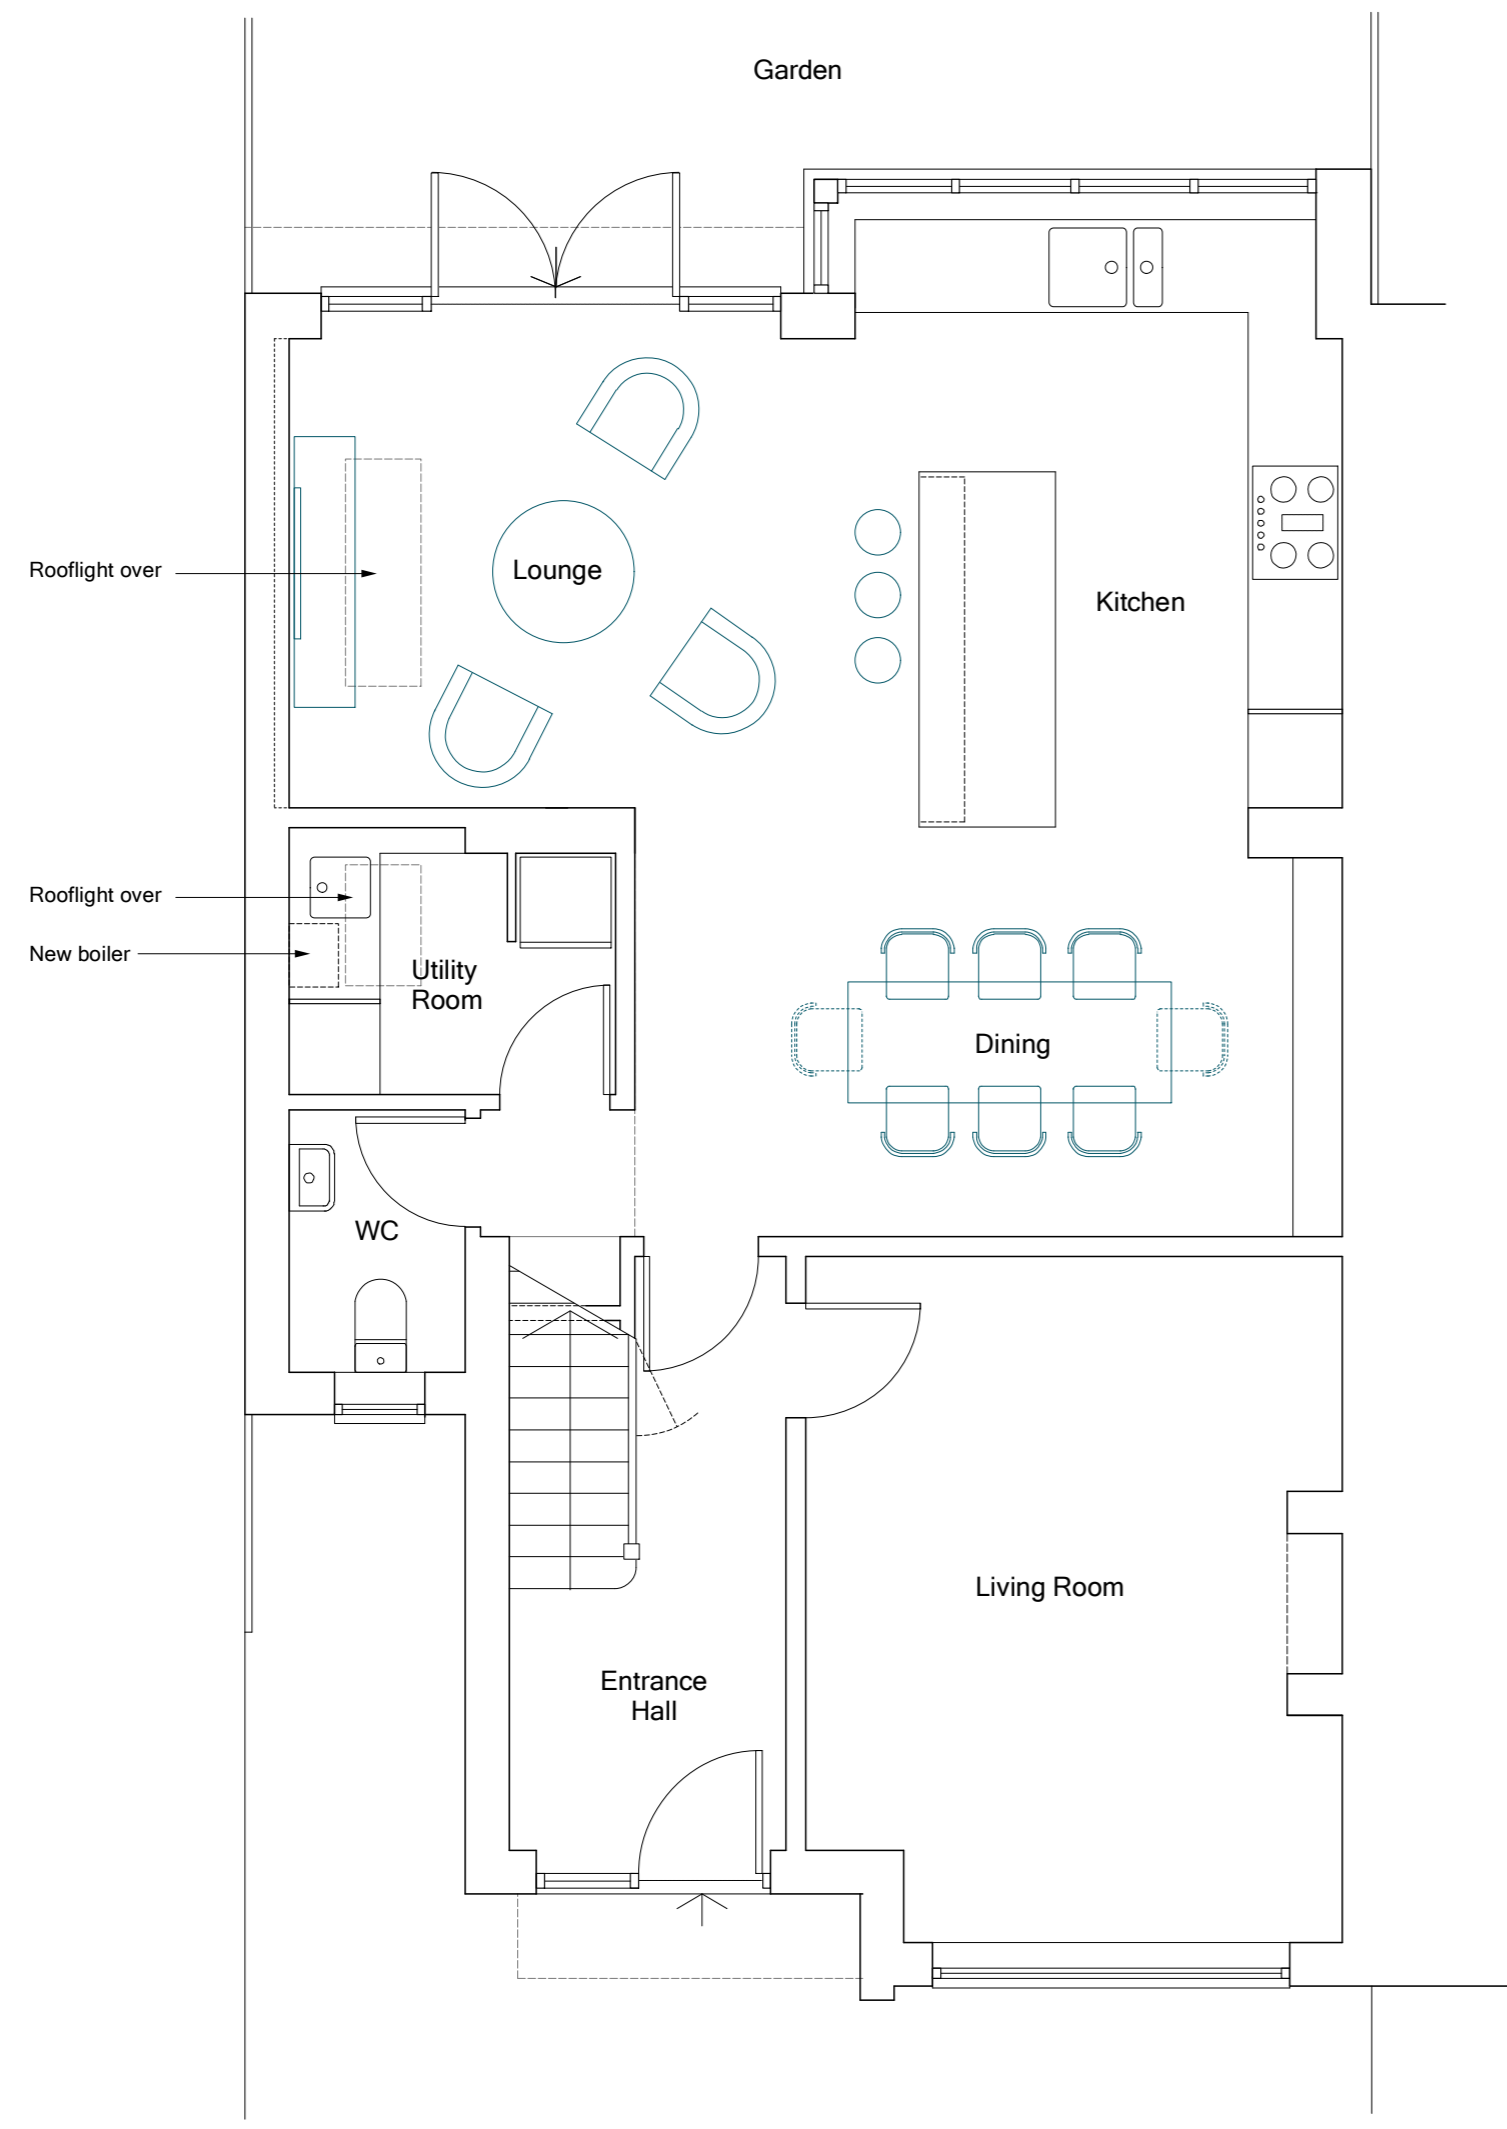 Garden
Rooflight over
Lounge
Kitchen
Rooflight over
New boiler
Utility
Room
Dining
WC
Living Room
Entrance
Hall